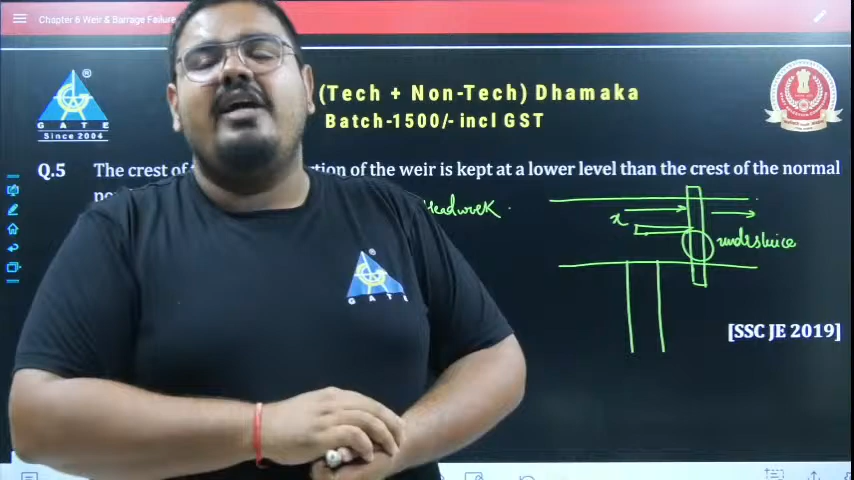 Chapter 6 Weir & Barrage Failure
(Tech + Non-Tech) Dhamaka
Batch-1500/- incl GST
GATE
Since 2004
Q.5 The crest of tion of the weir is kept at a lower level than the crest of the normal
po
Headwork.
x
undersluice
GATE
[SSC JE 2019]